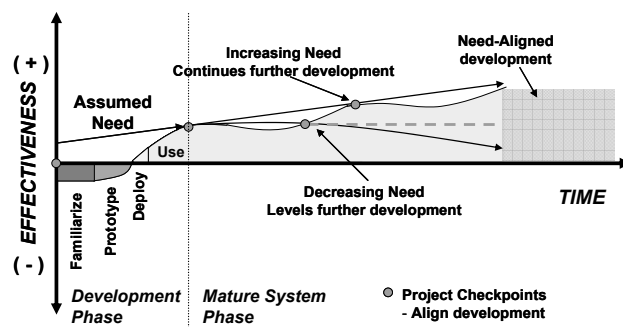 ( + )
EFFECTIVENESS
( - )
Assumed
Need
Increasing Need
Continues further development
Need-Aligned
development
Use
Familiarize
Prototype
Deploy
Decreasing Need
Levels further development
TIME
Development
Phase
Mature System
Phase
Project Checkpoints
- Align development